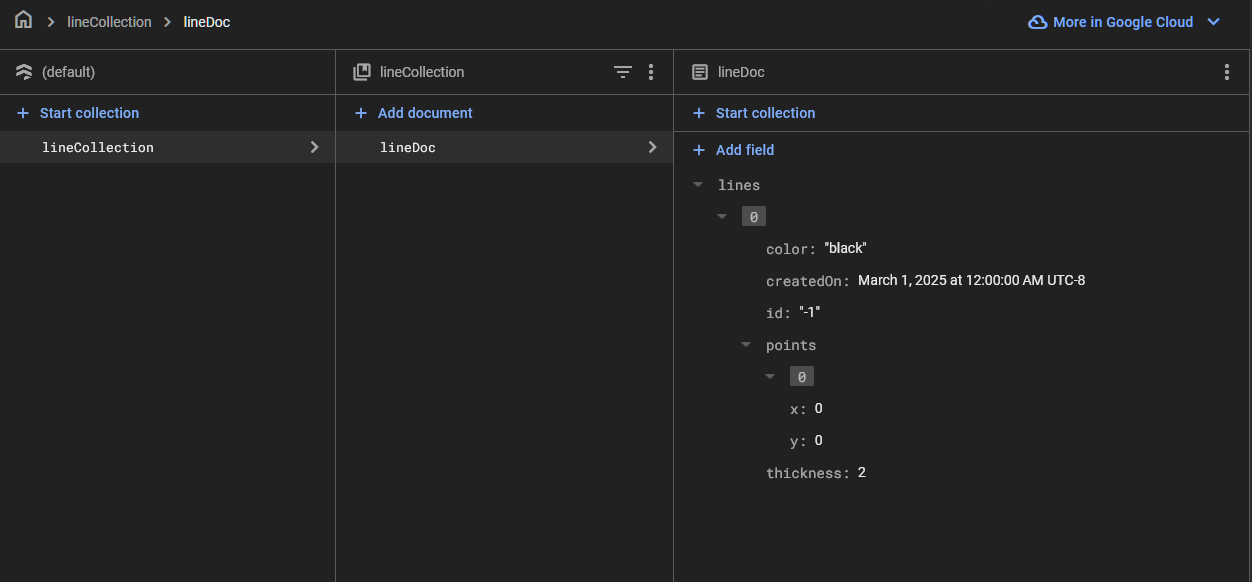 lineCollection > lineDoc
More in Google Cloud
(default)
lineCollection
lineDoc
+ Start collection
+ Add document
+ Start collection
lineCollection
lineDoc
+ Add field
lines
0
color: "black"
createdOn: March 1, 2025 at 12:00:00 AM UTC-8
id: "-1"
points
0
x: 0
y: 0
thickness: 2